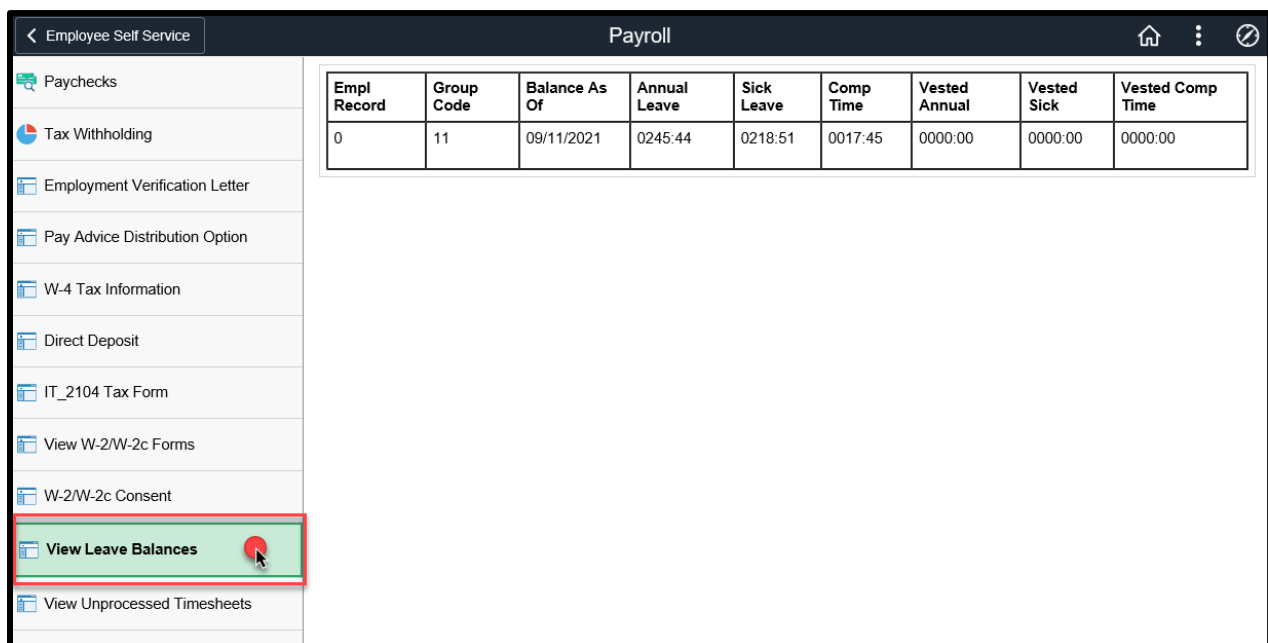 Employee Self Service
Payroll
Paychecks
Tax Withholding
Employment Verification Letter
Pay Advice Distribution Option
W-4 Tax Information
Direct Deposit
IT_2104 Tax Form
View W-2/W-2c Forms
W-2/W-2c Consent
View Leave Balances
View Unprocessed Timesheets
Empl Record Group Code Balance As Of Annual Leave Sick Leave Comp Time Vested Annual Vested Sick Vested Comp Time
0 11 09/11/2021 0245:44 0218:51 0017:45 0000:00 0000:00 0000:00